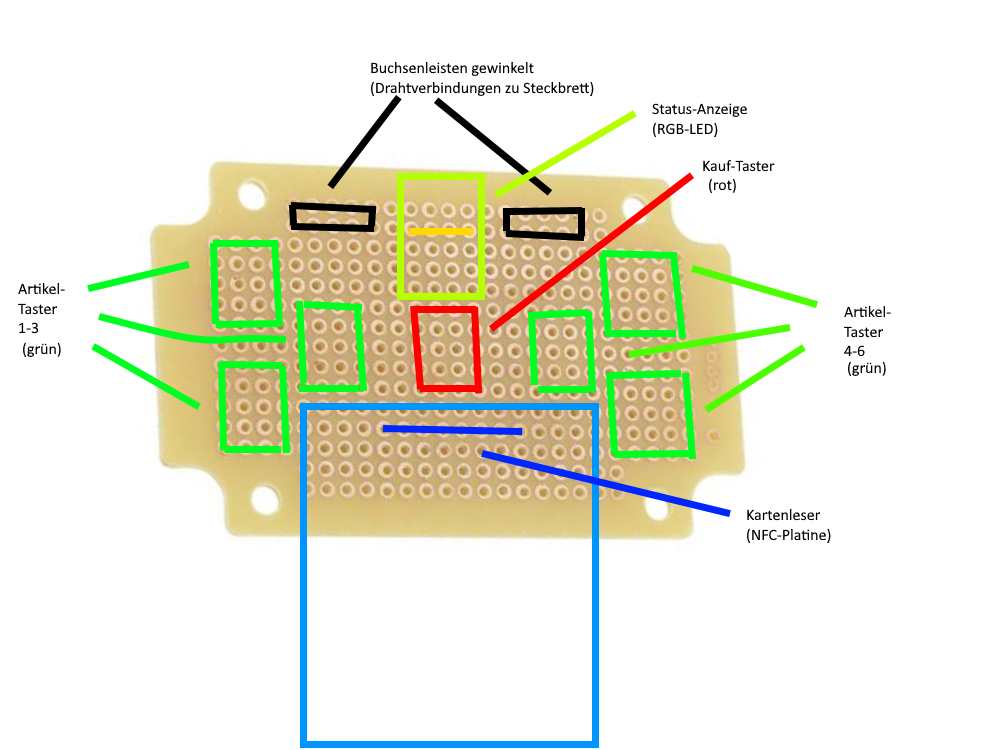 Buchsenleisten gewinkelt
(Drahtverbindungen zu Steckbrett)
Status-Anzeige
(RGB-LED)
Kauf-Taster
(rot)
Artikel-
Taster
1-3
(grün)
Artikel-
Taster
4-6
(grün)
Kartenleser
(NFC-Platine)